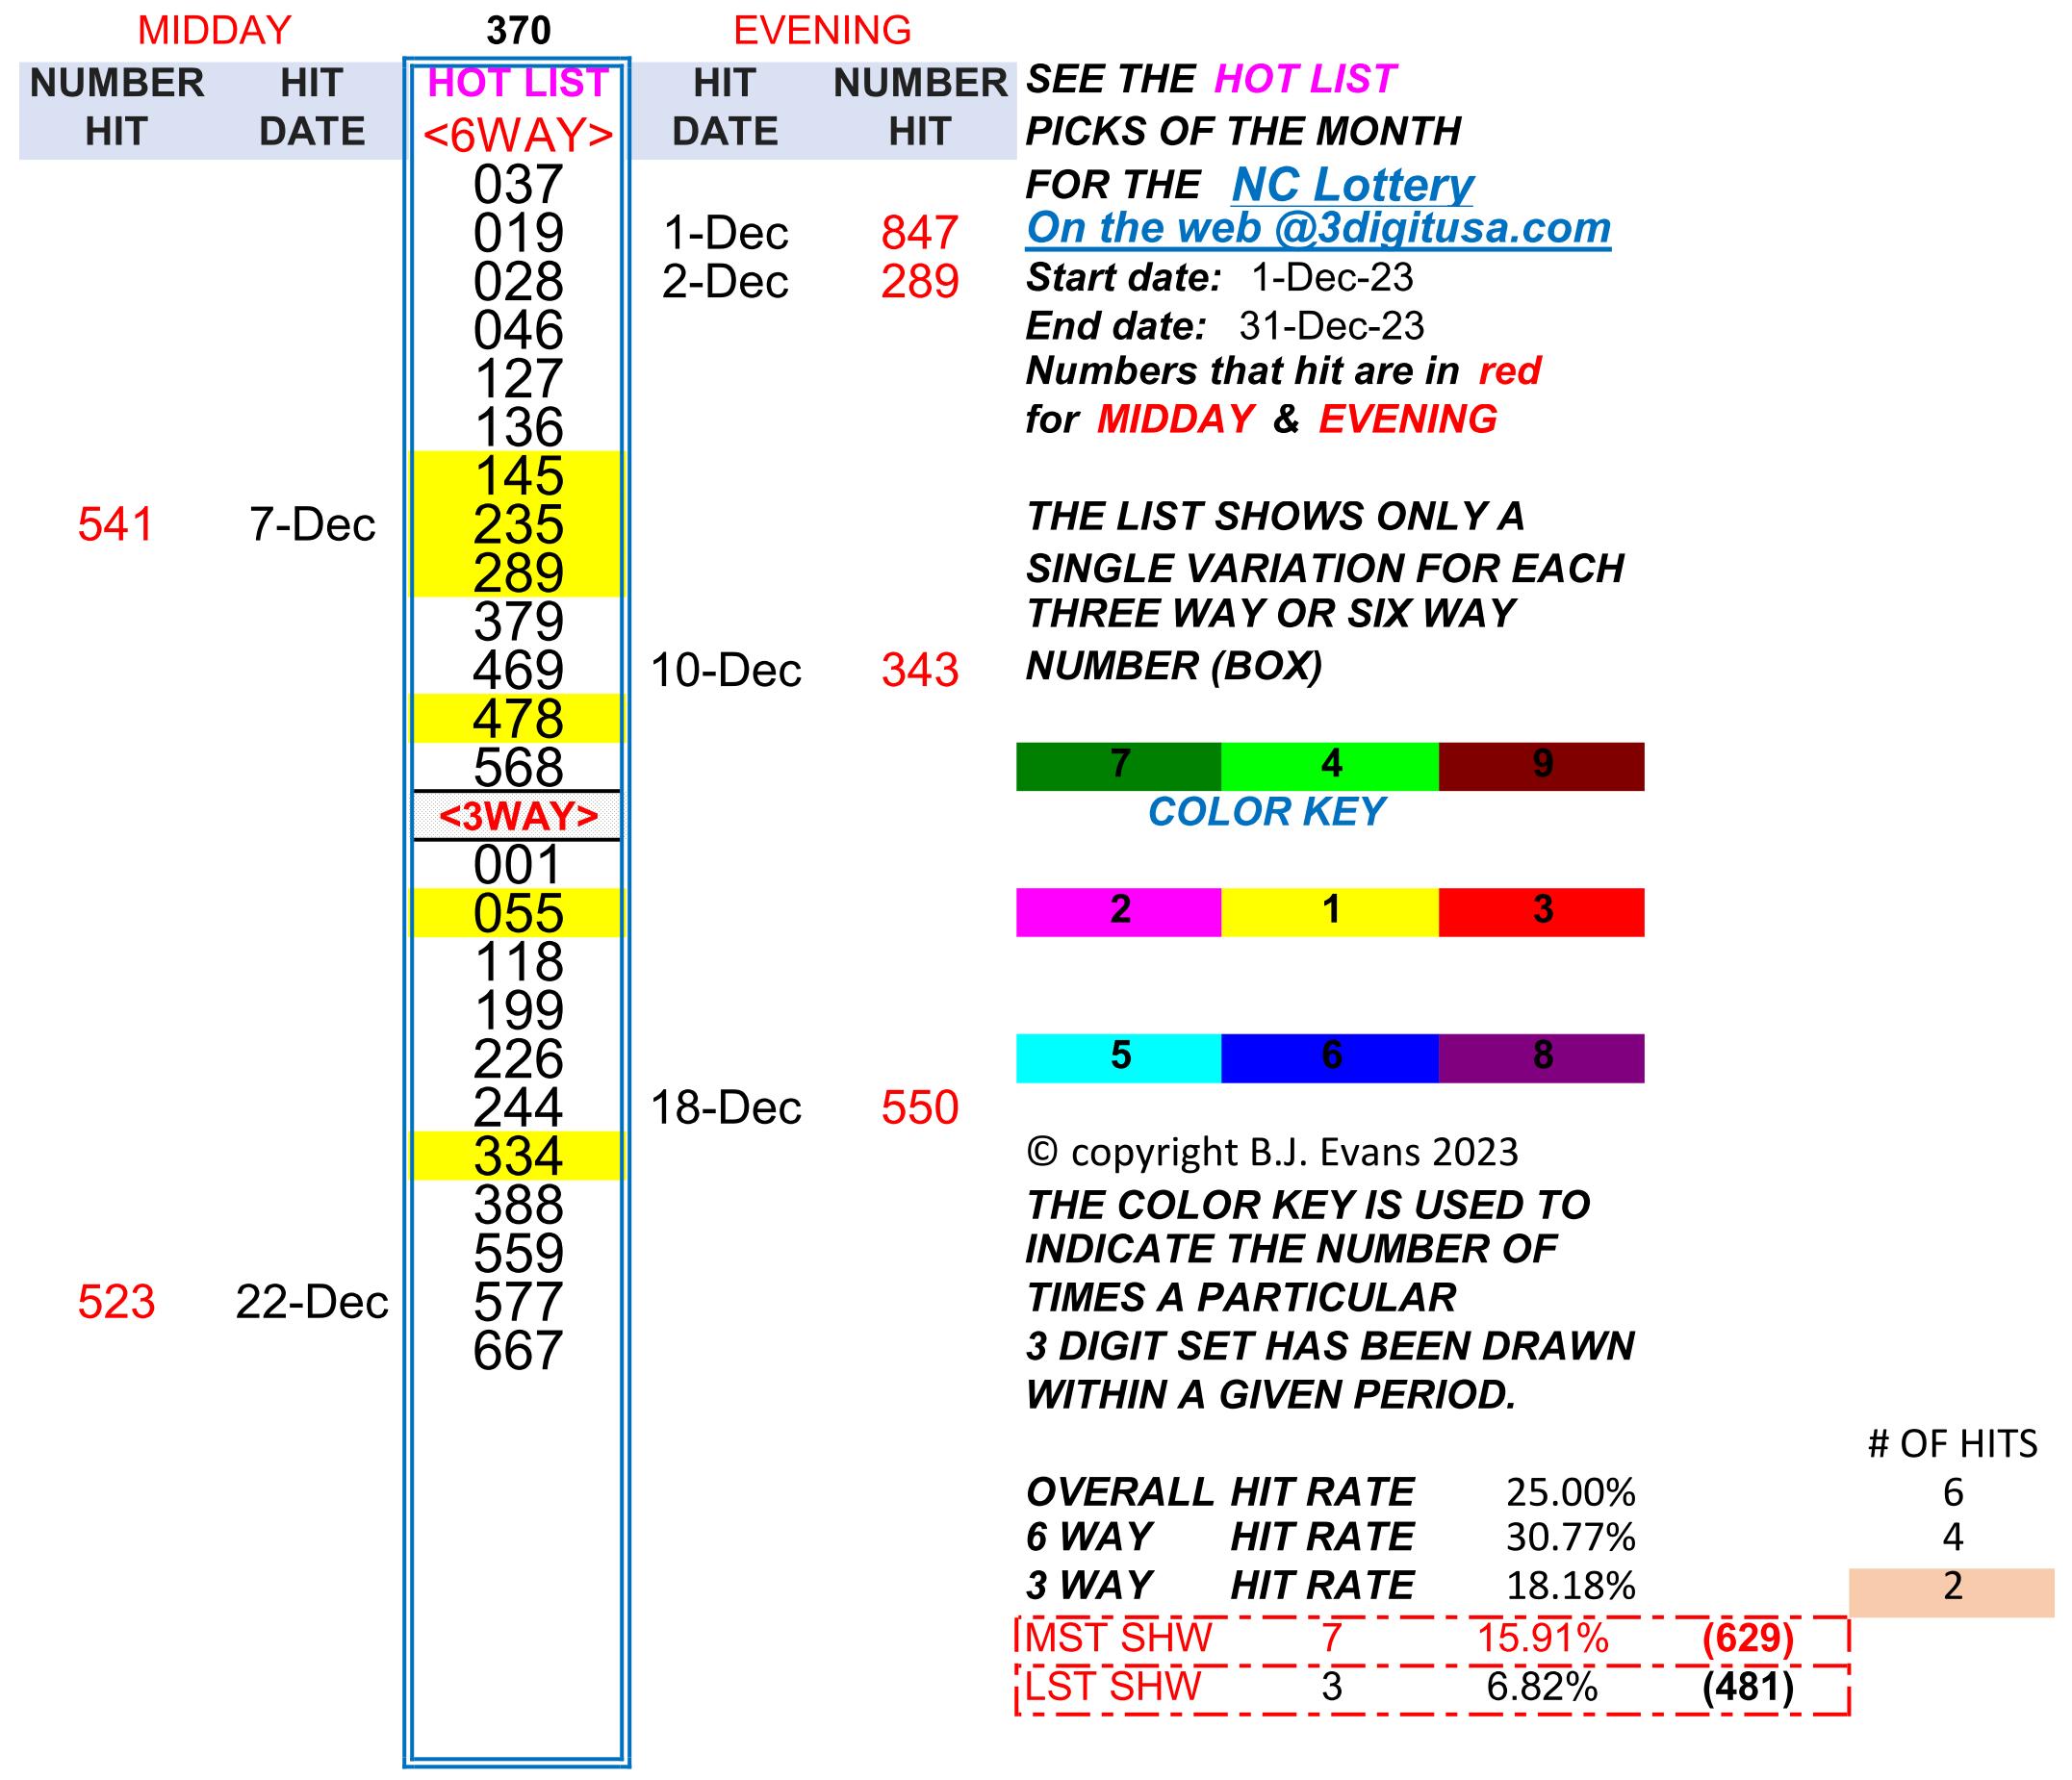 MIDDAY 370 EVENING
NUMBER HIT HOT LIST HIT NUMBER SEE THE HOT LIST
HIT DATE <6WAY> DATE HIT PICKS OF THE MONTH
037 FOR THE NC Lottery
019 1-Dec 847 On the web @3digitusa.com
028 2-Dec 289 Start date: 1-Dec-23
046 End date: 31-Dec-23
127 Numbers that hit are in red
136 for MIDDAY & EVENING
145
541 7-Dec 235 THE LIST SHOWS ONLY A
289 SINGLE VARIATION FOR EACH
379 THREE WAY OR SIX WAY
469 10-Dec 343 NUMBER (BOX)
478
568 7 4 9
<3WAY> COLOR KEY
001
055 2 1 3
118
199
226 5 6 8
244 18-Dec 550
334 © copyright B.J. Evans 2023
388 THE COLOR KEY IS USED TO
559 INDICATE THE NUMBER OF
523 22-Dec 577 TIMES A PARTICULAR
667 3 DIGIT SET HAS BEEN DRAWN
WITHIN A GIVEN PERIOD.
# OF HITS
OVERALL HIT RATE 25.00% 6
6 WAY HIT RATE 30.77% 4
3 WAY HIT RATE 18.18% 2
MST SHW 7 15.91% (629)
LST SHW 3 6.82% (481)